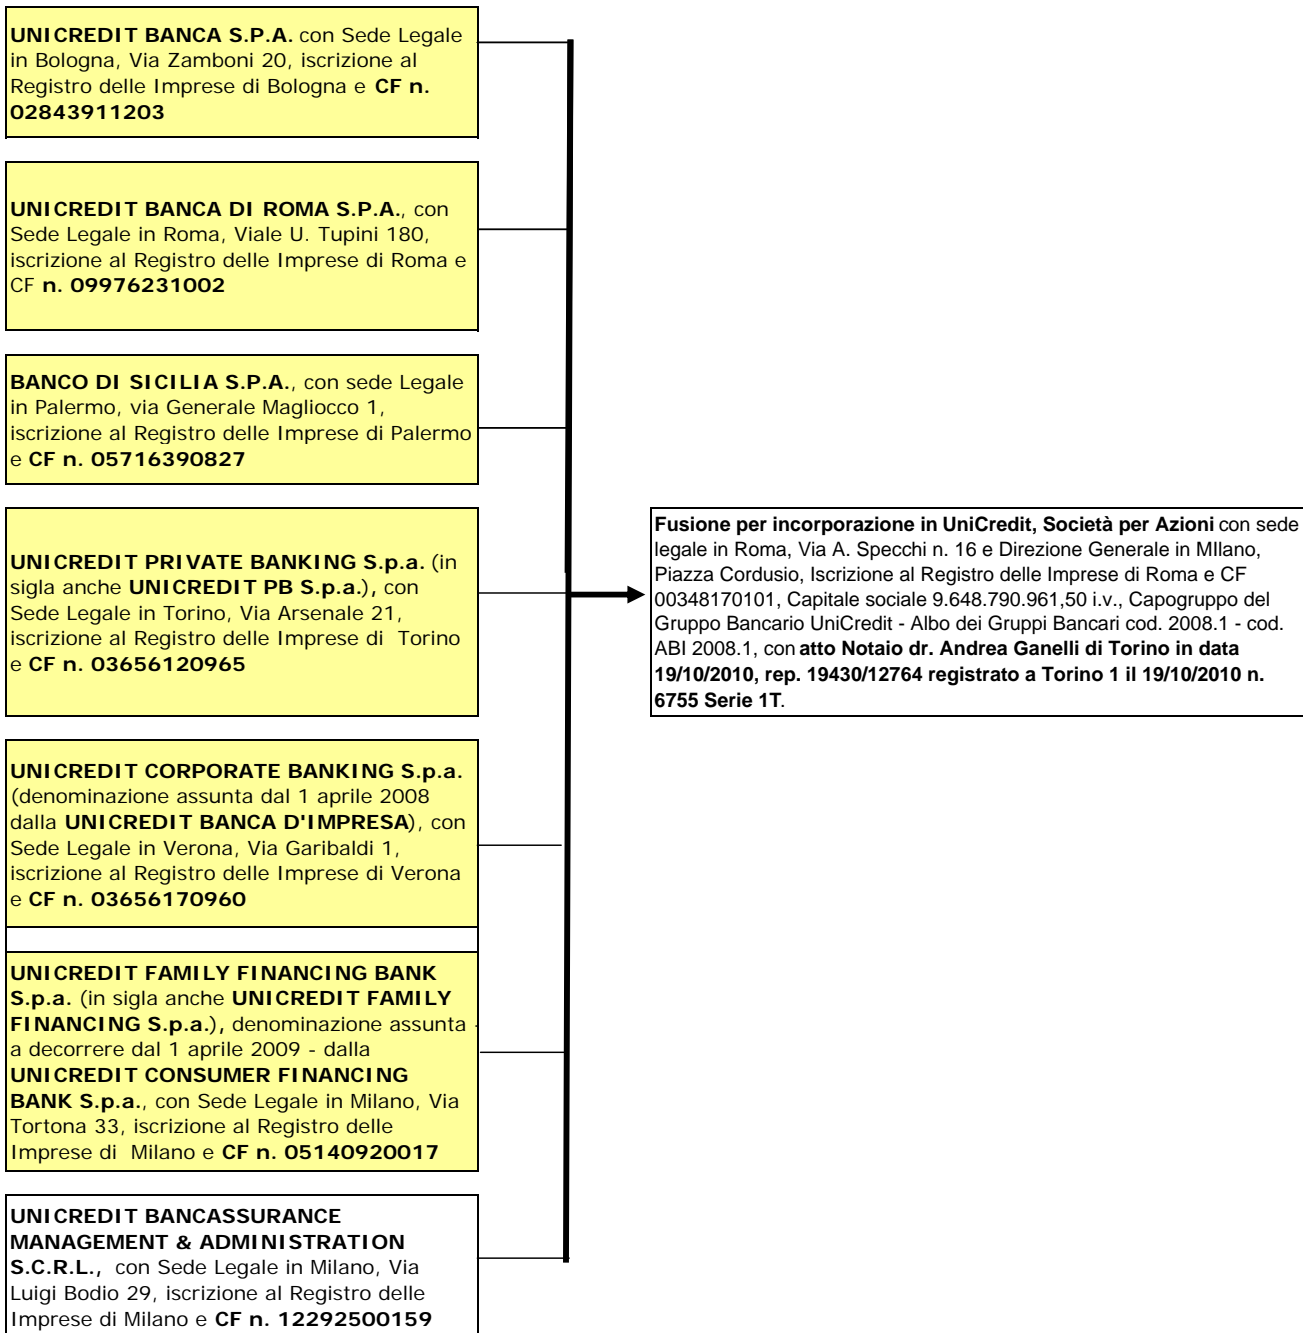 UNICREDIT BANCA S.P.A. con Sede Legale
in Bologna, Via Zamboni 20, iscrizione al
Registro delle Imprese di Bologna e CF n.
02843911203
UNICREDIT BANCA DI ROMA S.P.A., con
Sede Legale in Roma, Viale U. Tupini 180,
iscrizione al Registro delle Imprese di Roma e
CF n. 09976231002
BANCO DI SICILIA S.P.A., con sede Legale
in Palermo, via Generale Magliocco 1,
iscrizione al Registro delle Imprese di Palermo
e CF n. 05716390827
UNICREDIT PRIVATE BANKING S.p.a. (in
sigla anche UNICREDIT PB S.p.a.), con
Sede Legale in Torino, Via Arsenale 21,
iscrizione al Registro delle Imprese di Torino
e CF n. 03656120965
UNICREDIT CORPORATE BANKING S.p.a.
(denominazione assunta dal 1 aprile 2008
dalla UNICREDIT BANCA D'IMPRESA), con
Sede Legale in Verona, Via Garibaldi 1,
iscrizione al Registro delle Imprese di Verona
e CF n. 03656170960
UNICREDIT FAMILY FINANCING BANK
S.p.a. (in sigla anche UNICREDIT FAMILY
FINANCING S.p.a.), denominazione assunta -
a decorrere dal 1 aprile 2009 - dalla
UNICREDIT CONSUMER FINANCING
BANK S.p.a., con Sede Legale in Milano, Via
Tortona 33, iscrizione al Registro delle
Imprese di Milano e CF n. 05140920017
UNICREDIT BANCASSURANCE
MANAGEMENT & ADMINISTRATION
S.C.R.L., con Sede Legale in Milano, Via
Luigi Bodio 29, iscrizione al Registro delle
Imprese di Milano e CF n. 12292500159
Fusione per incorporazione in UniCredit, Società per Azioni con sede
legale in Roma, Via A. Specchi n. 16 e Direzione Generale in MIlano,
Piazza Cordusio, Iscrizione al Registro delle Imprese di Roma e CF
00348170101, Capitale sociale 9.648.790.961,50 i.v., Capogruppo del
Gruppo Bancario UniCredit - Albo dei Gruppi Bancari cod. 2008.1 - cod.
ABI 2008.1, con atto Notaio dr. Andrea Ganelli di Torino in data
19/10/2010, rep. 19430/12764 registrato a Torino 1 il 19/10/2010 n.
6755 Serie 1T.